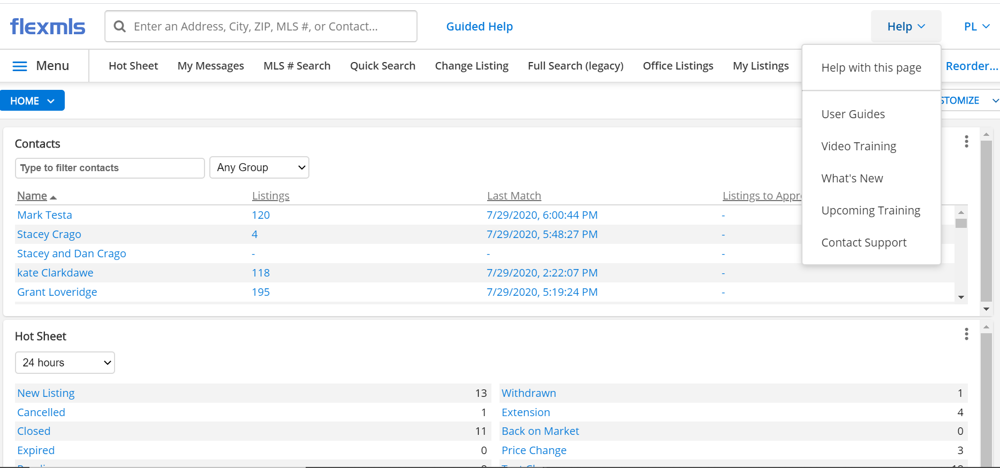 flexmls
Enter an Address, City, ZIP, MLS #, or Contact...
Guided Help
Help
PL
Menu
Hot Sheet
My Messages
MLS # Search
Quick Search
Change Listing
Full Search (legacy)
Office Listings
My Listings
Reorder...
Help with this page
User Guides
Video Training
What's New
Upcoming Training
Contact Support
HOME
STOMIZE
Contacts
Type to filter contacts
Any Group
Name Listings Last Match Listings to Appr
Mark Testa 120 7/29/2020, 6:00:44 PM -
Stacey Crago 4 7/29/2020, 5:48:27 PM -
Stacey and Dan Crago - - -
kate Clarkdawe 118 7/29/2020, 2:22:07 PM -
Grant Loveridge 195 7/29/2020, 5:19:24 PM -
Hot Sheet
24 hours
New Listing 13 Withdrawn 1
Cancelled 1 Extension 4
Closed 11 Back on Market 0
Expired 0 Price Change 3